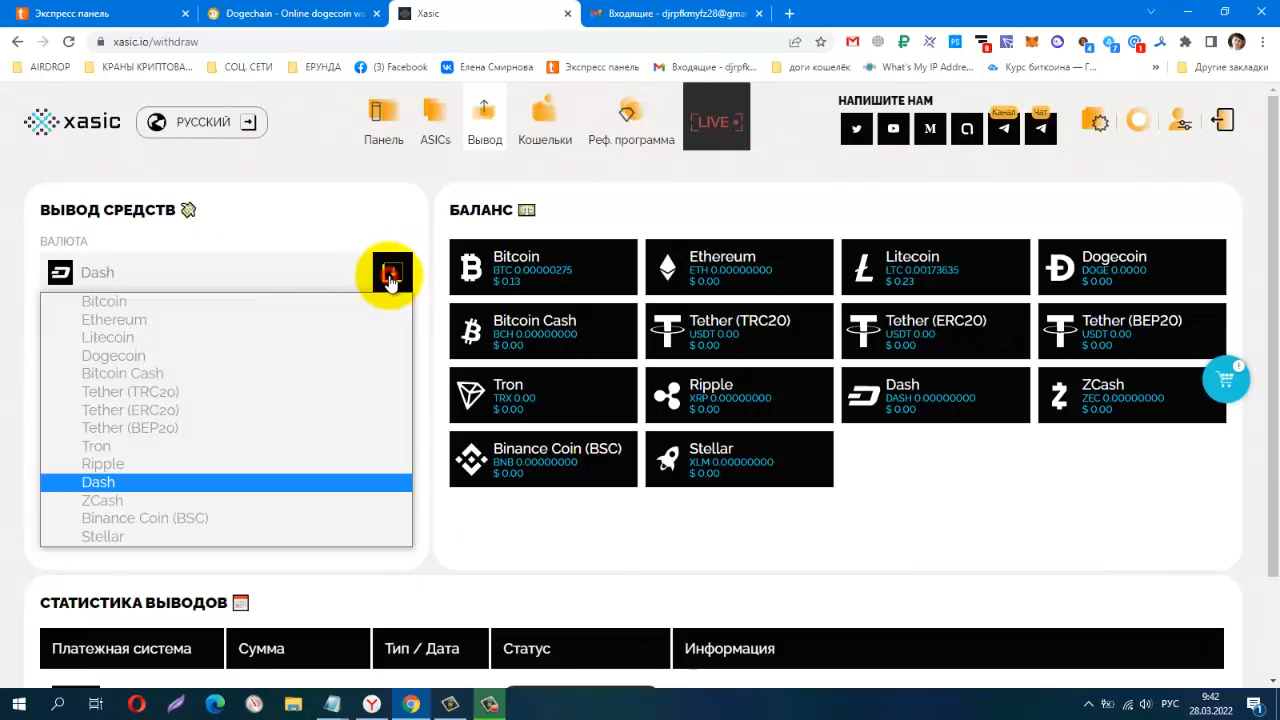 Экспресс панель
Dogechain - Online dogecoin wa
Xasic
Входящие - djrpfkmyfz28@gma
xasic.io/withdraw
AIRDROP
КРАНЫ КРИПТОВА...
СОЦ. СЕТИ
ЕРУНДА
(3) Facebook
Елена Смирнова
Экспресс панель
Входящие - djrpfk...
доги кошелёк
What's My IP Addre...
Курс биткоина — Г...
»
Другие закладки
xasic
РУССКИЙ
Панель
ASICs
Вывод
Кошельки
Реф. программа
LIVE
НАПИШИТЕ НАМ
Канал
Чат
ВЫВОД СРЕДСТВ
ВАЛЮТА
Dash
Bitcoin
Ethereum
Litecoin
Dogecoin
Bitcoin Cash
Tether (TRC20)
Tether (ERC20)
Tether (BEP20)
Tron
Ripple
Dash
ZCash
Binance Coin (BSC)
Stellar
БАЛАНС
Bitcoin
BTC 0.00000275
$ 0.13
Ethereum
ETH 0.00000000
$ 0.00
Litecoin
LTC 0.00173635
$ 0.23
Dogecoin
DOGE 0.0000
$ 0.00
Bitcoin Cash
BCH 0.00000000
$ 0.00
Tether (TRC20)
USDT 0.00
$ 0.00
Tether (ERC20)
USDT 0.00
$ 0.00
Tether (BEP20)
USDT 0.00
$ 0.00
Tron
TRX 0.00
$ 0.00
Ripple
XRP 0.00000000
$ 0.00
Dash
DASH 0.00000000
$ 0.00
ZCash
ZEC 0.00000000
$ 0.00
Binance Coin (BSC)
BNB 0.00000000
$ 0.00
Stellar
XLM 0.00000000
$ 0.00
СТАТИСТИКА ВЫВОДОВ
Платежная система
Сумма
Тип / Дата
Статус
Информация
РУС
9:42
28.03.2022